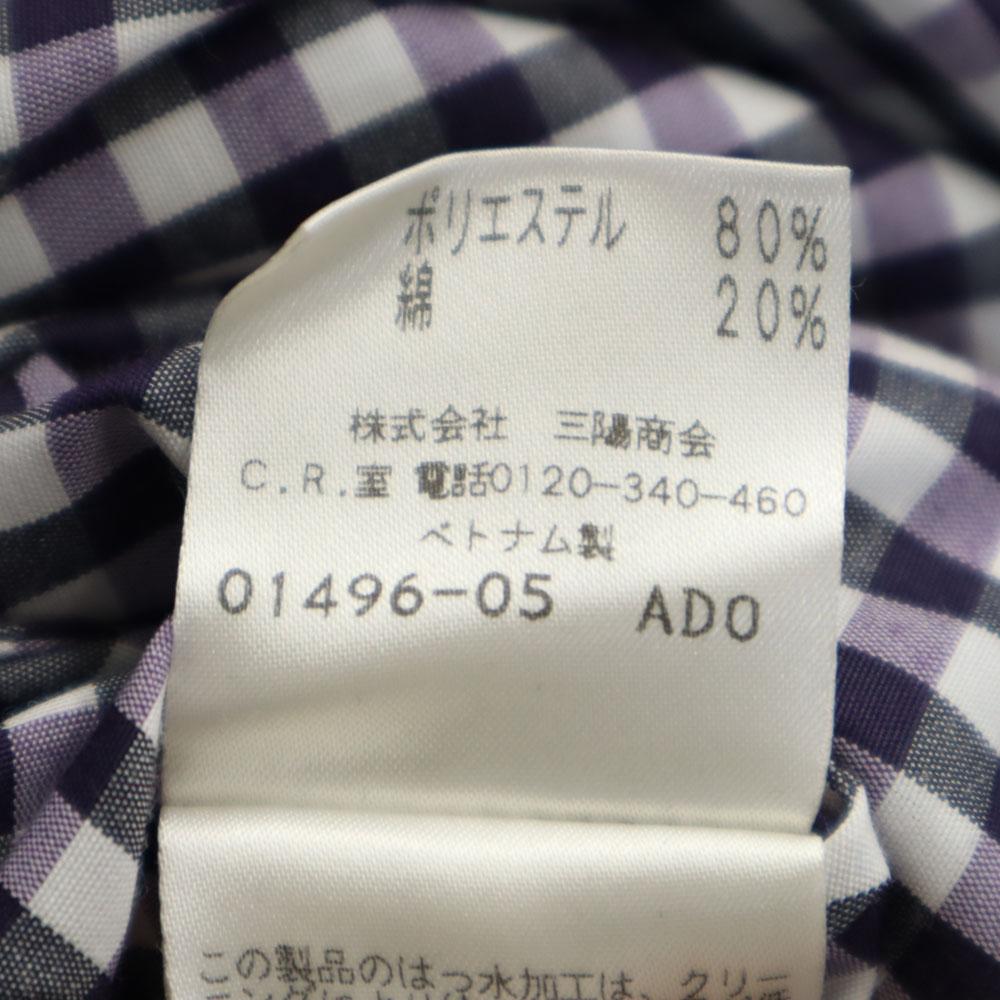 ポリエステル 80%
綿 20%
株式会社 三陽商会
C.R.室 電話0120-340-460
ベトナム製
01496-05 ADO
この製品のはっ水加工は、クリー